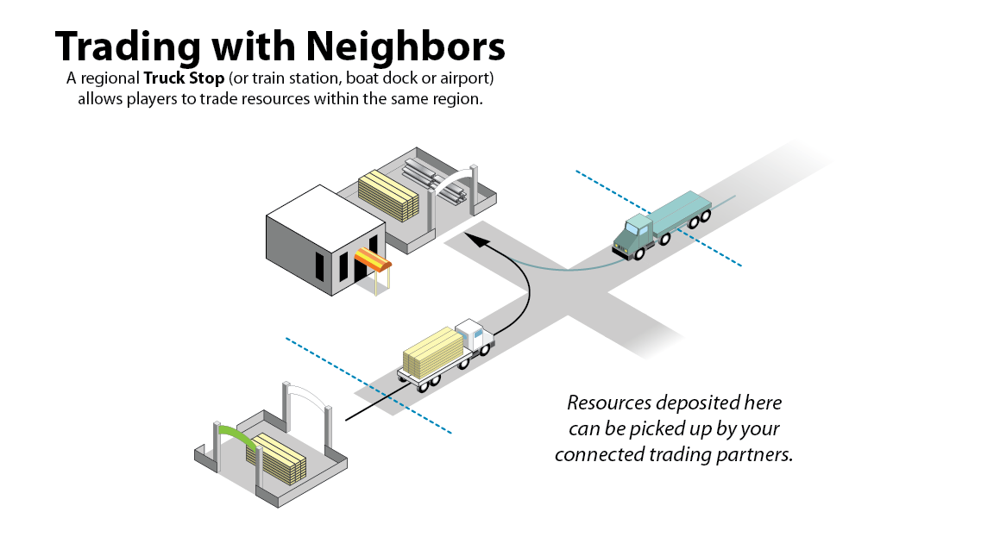 Trading with Neighbors
A regional Truck Stop (or train station, boat dock or airport)
allows players to trade resources within the same region.
Resources deposited here
can be picked up by your
connected trading partners.